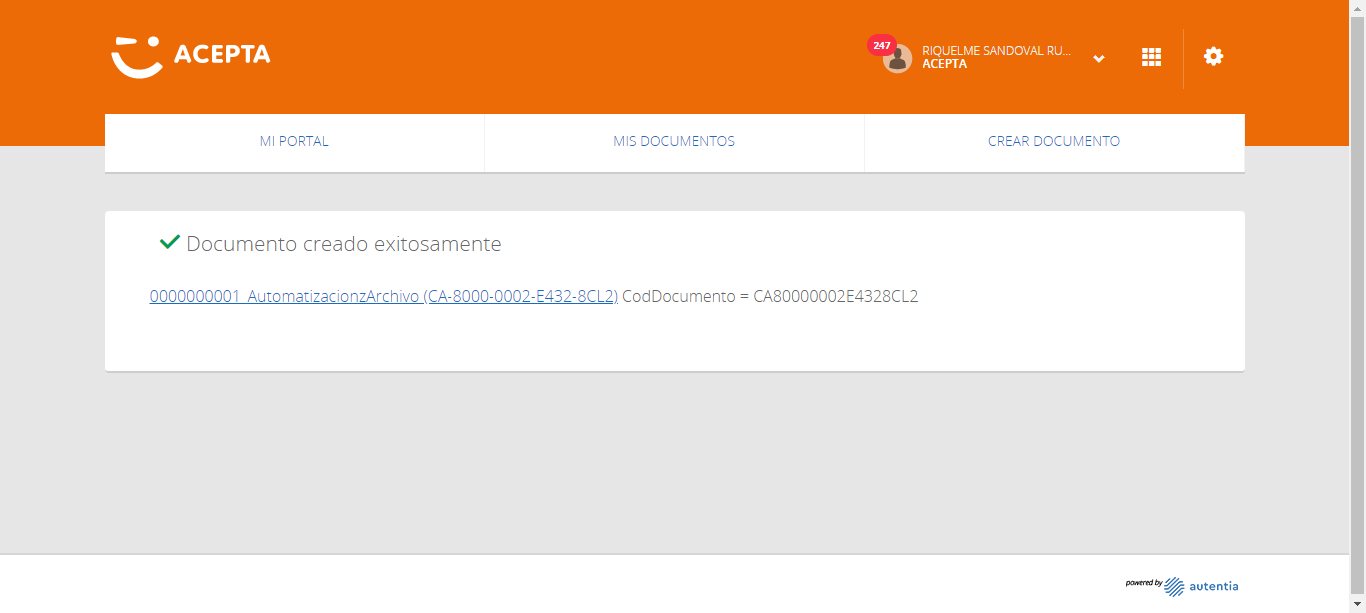 ACEPTA
247
RIQUELME SANDOVAL RU...
ACEPTA
MI PORTAL
MIS DOCUMENTOS
CREAR DOCUMENTO
Documento creado exitosamente
0000000001_AutomatizacionzArchivo (CA-8000-0002-E432-8CL2) CodDocumento = CA80000002E4328CL2
powered by autentia